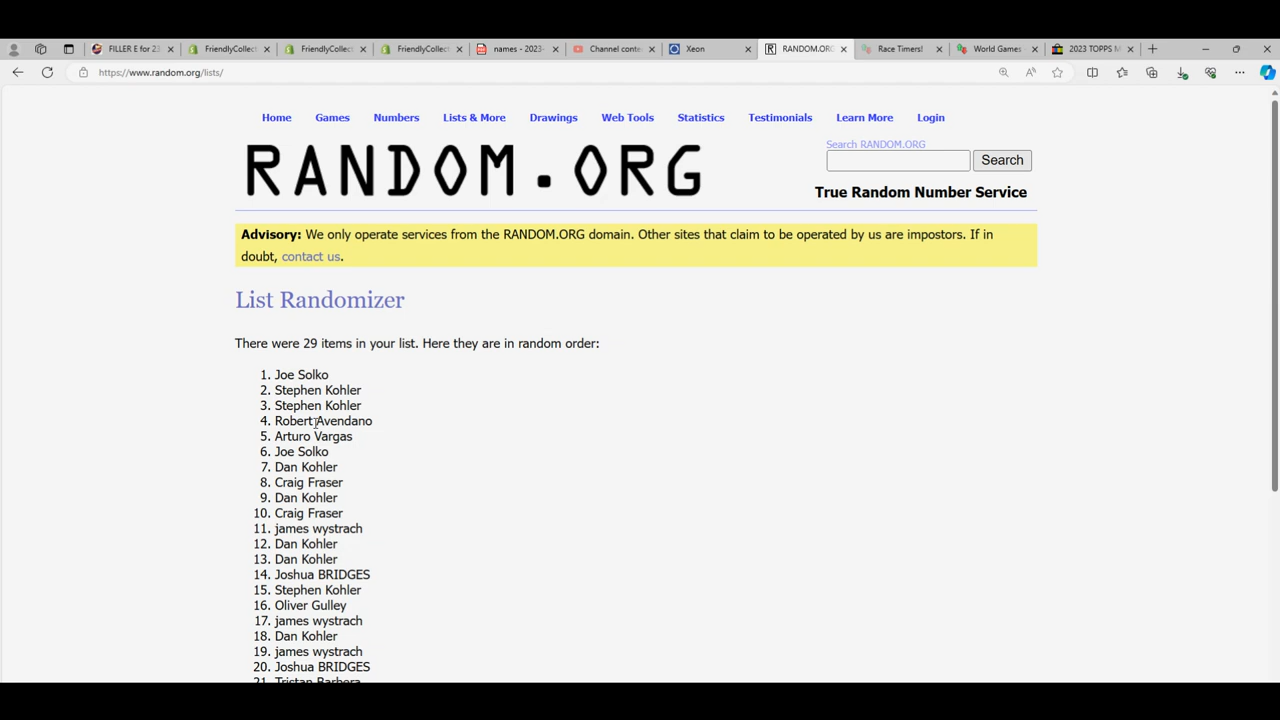 FILLER E for 23
FriendlyCollect
FriendlyCollect
FriendlyCollect
names - 2023-
Channel conte
Xeon
RANDOM.ORG
Race Timers!
World Games
2023 TOPPS M
https://www.random.org/lists/
Home Games Numbers Lists & More Drawings Web Tools Statistics Testimonials Learn More Login
RANDOM.ORG
Search RANDOM.ORG
Search
True Random Number Service
Advisory: We only operate services from the RANDOM.ORG domain. Other sites that claim to be operated by us are impostors. If in
doubt, contact us.
List Randomizer
There were 29 items in your list. Here they are in random order:
1. Joe Solko
2. Stephen Kohler
3. Stephen Kohler
4. Robert Avendano
5. Arturo Vargas
6. Joe Solko
7. Dan Kohler
8. Craig Fraser
9. Dan Kohler
10. Craig Fraser
11. james wystrach
12. Dan Kohler
13. Dan Kohler
14. Joshua BRIDGES
15. Stephen Kohler
16. Oliver Gulley
17. james wystrach
18. Dan Kohler
19. james wystrach
20. Joshua BRIDGES
21. Tristan Barbera